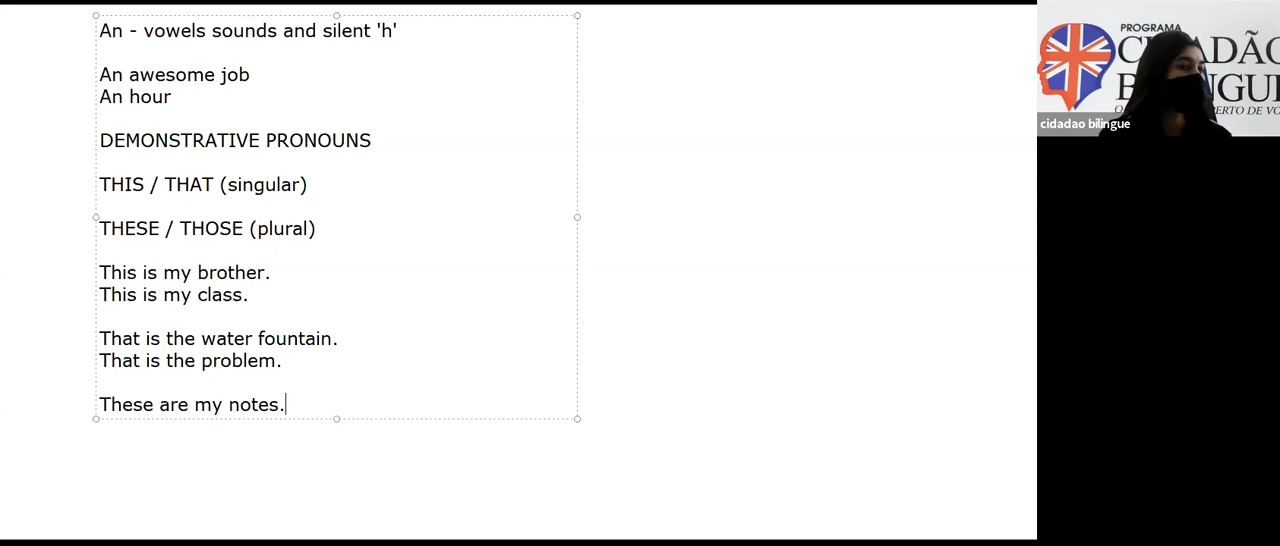 An - vowels sounds and silent 'h'
An awesome job
An hour
DEMONSTRATIVE PRONOUNS
THIS / THAT (singular)
THESE / THOSE (plural)
This is my brother.
This is my class.
That is the water fountain.
That is the problem.
These are my notes.
PROGRAMA
cidadao bilingue